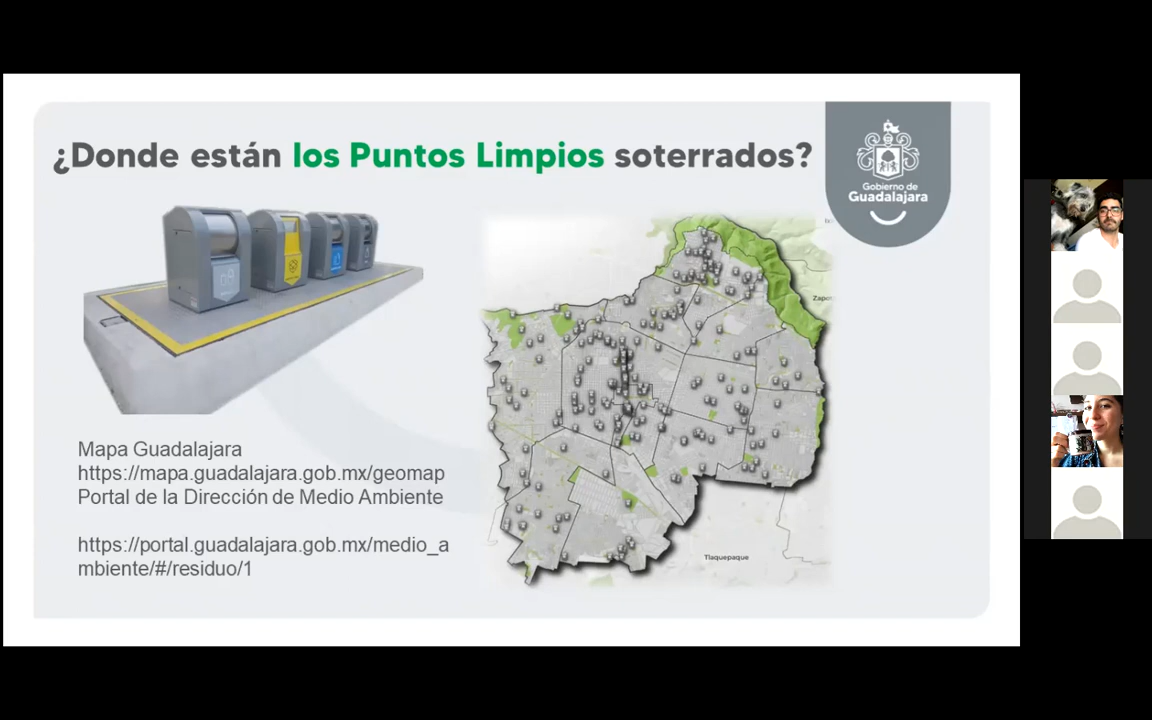 ¿Donde están los Puntos Limpios soterrados?
Gobierno de
Guadalajara
Mapa Guadalajara
https://mapa.guadalajara.gob.mx/geomap
Portal de la Dirección de Medio Ambiente
https://portal.guadalajara.gob.mx/medio_a
mbiente/#/residuo/1
Tlaquepaque